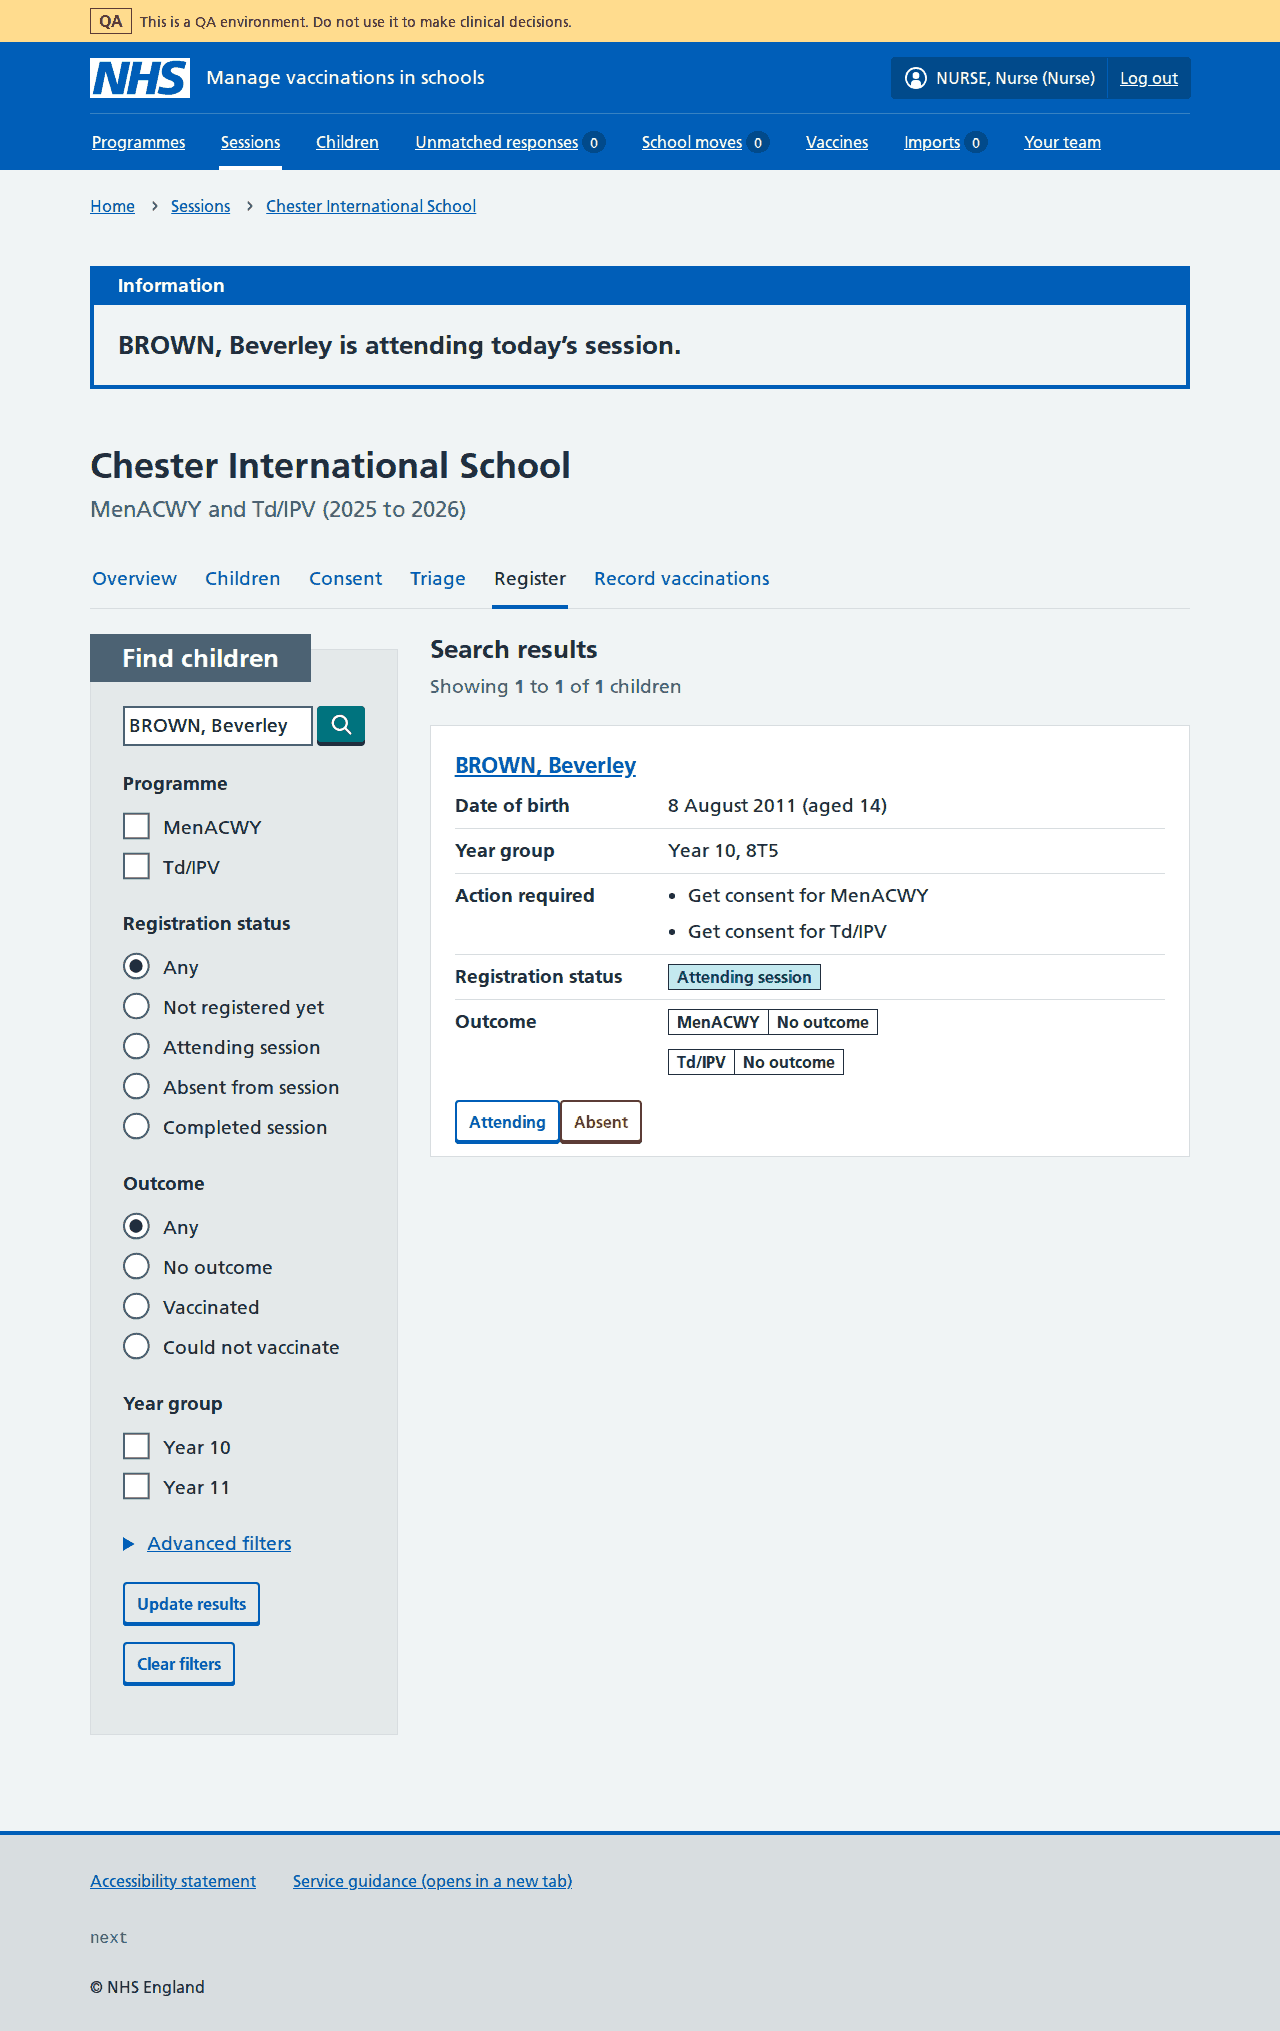 QA This is a QA environment. Do not use it to make clinical decisions.
NHS Manage vaccinations in schools NURSE, Nurse (Nurse) Log out
Programmes Sessions Children Unmatched responses 0 School moves 0 Vaccines Imports 0 Your team
Home Sessions Chester International School
Information
BROWN, Beverley is attending today’s session.
Chester International School
MenACWY and Td/IPV (2025 to 2026)
Overview Children Consent Triage Register Record vaccinations
Find children
BROWN, Beverley
Programme
MenACWY
Td/IPV
Registration status
Any
Not registered yet
Attending session
Absent from session
Completed session
Outcome
Any
No outcome
Vaccinated
Could not vaccinate
Year group
Year 10
Year 11
Advanced filters
Update results
Clear filters
Search results
Showing 1 to 1 of 1 children
BROWN, Beverley
Date of birth 8 August 2011 (aged 14)
Year group Year 10, 8T5
Action required • Get consent for MenACWY
• Get consent for Td/IPV
Registration status Attending session
Outcome MenACWY No outcome
Td/IPV No outcome
Attending Absent
Accessibility statement Service guidance (opens in a new tab)
next
© NHS England